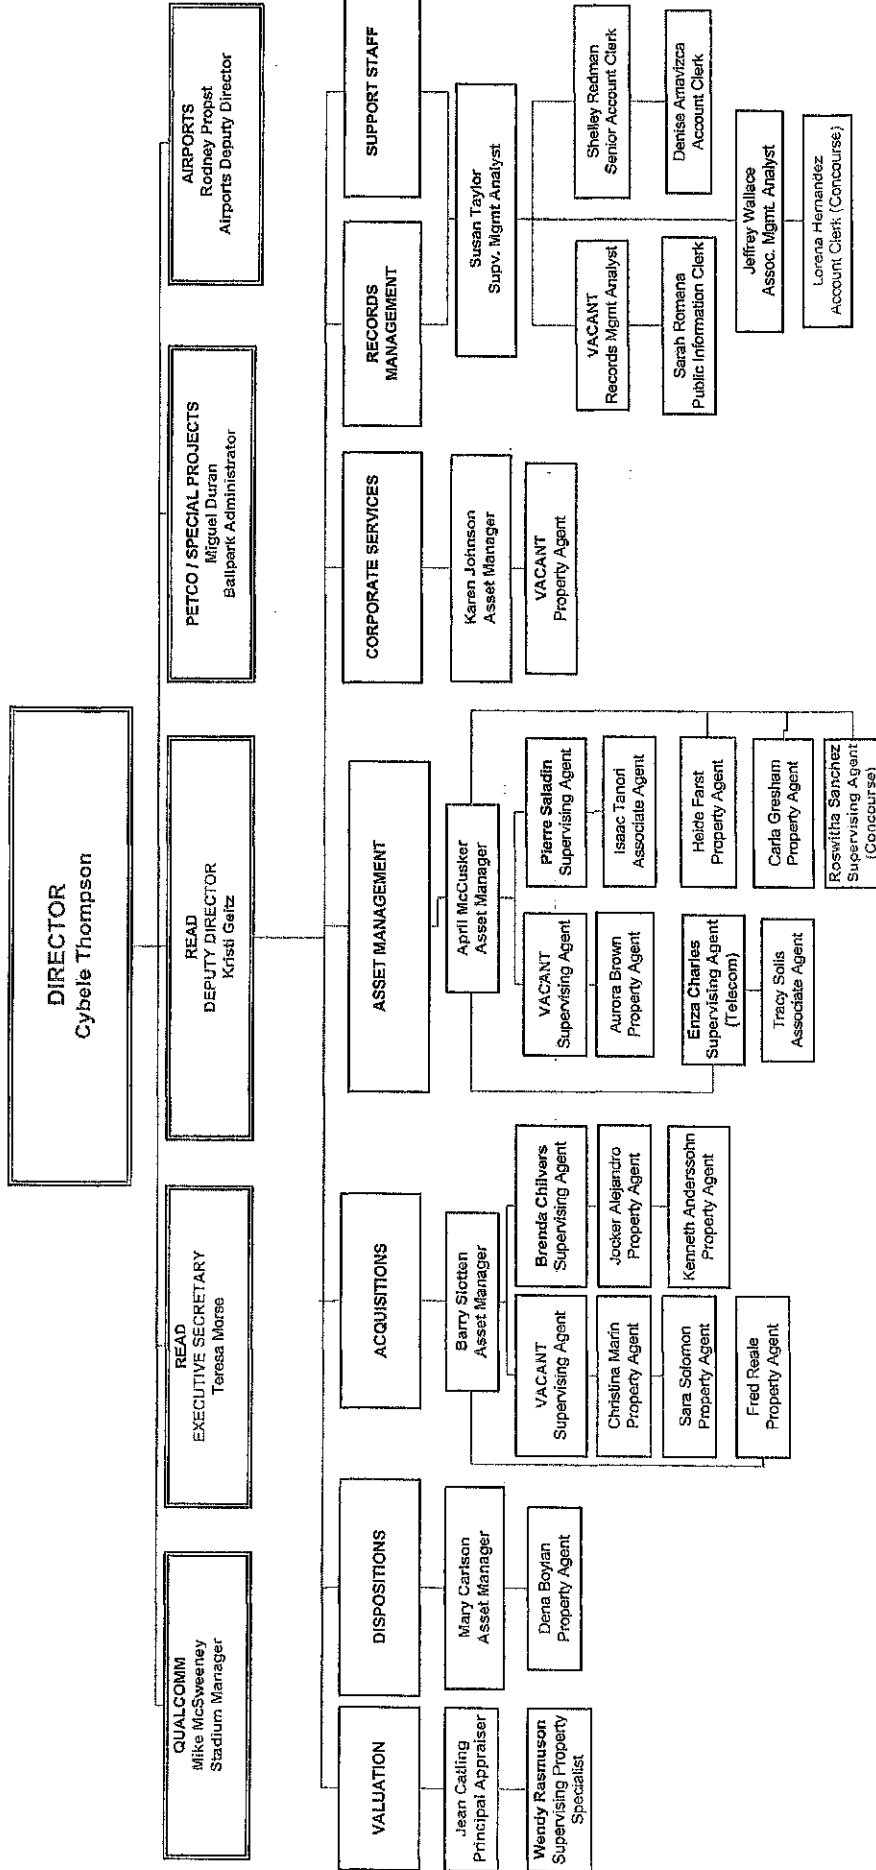 DIRECTOR
Cybele Thompson
QUALCOMM
Mike McSweeney
Stadium Manager
READ
EXECUTIVE SECRETARY
Teresa Morse
READ
DEPUTY DIRECTOR
Kristi Geitz
PETCO / SPECIAL PROJECTS
Miguel Duran
Ballpark Administrator
AIRPORTS
Rodney Propst
Airports Deputy Director
VALUATION
Jean Catling
Principal Appraiser
Wendy Rasmuson
Supervising Property
Specialist
DISPOSITIONS
Mary Carlson
Asset Manager
Dena Boylan
Property Agent
ACQUISITIONS
Barry Slotten
Asset Manager
VACANT
Supervising Agent
Christina Marin
Property Agent
Sara Solomon
Property Agent
Fred Reale
Property Agent
Brenda Chilvers
Supervising Agent
Jocker Alejandro
Property Agent
Kenneth Anderssohn
Property Agent
ASSET MANAGEMENT
April McCusker
Asset Manager
VACANT
Supervising Agent
Aurora Brown
Property Agent
Enza Charles
Supervising Agent
(Telecom)
Tracy Solis
Associate Agent
Pierre Saladin
Supervising Agent
Isaac Tanori
Associate Agent
Heide Farst
Property Agent
Carla Gresham
Property Agent
Roswitha Sanchez
Supervising Agent
(Concourse)
CORPORATE SERVICES
Karen Johnson
Asset Manager
VACANT
Property Agent
RECORDS
MANAGEMENT
SUPPORT STAFF
Susan Taylor
Supv. Mgmt Analyst
VACANT
Records Mgmt Analyst
Sarah Romana
Public Information Clerk
Shelley Redman
Senior Account Clerk
Denise Amavizca
Account Clerk
Jeffrey Wallace
Assoc. Mgmt. Analyst
Lorena Hernandez
Account Clerk (Concourse)